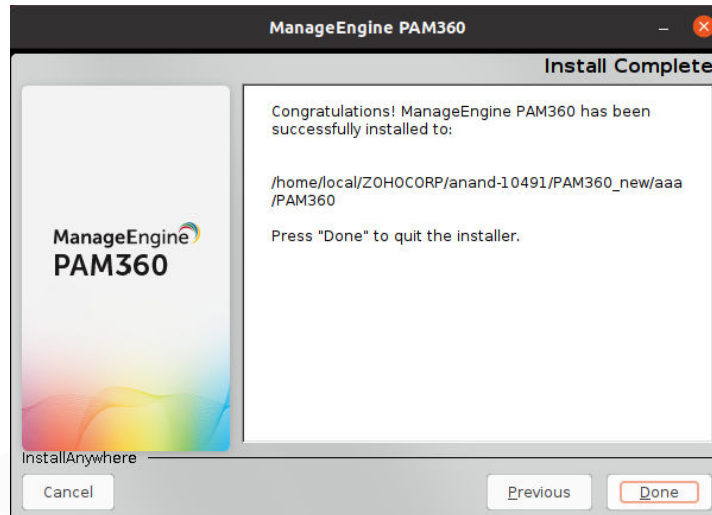 ManageEngine PAM360
Install Complete
Congratulations! ManageEngine PAM360 has been
successfully installed to:
/home/local/ZOHOCORP/anand-10491/PAM360_new/aaa
/PAM360
Press "Done" to quit the installer.
ManageEngine
PAM360
InstallAnywhere
Cancel
Previous
Done